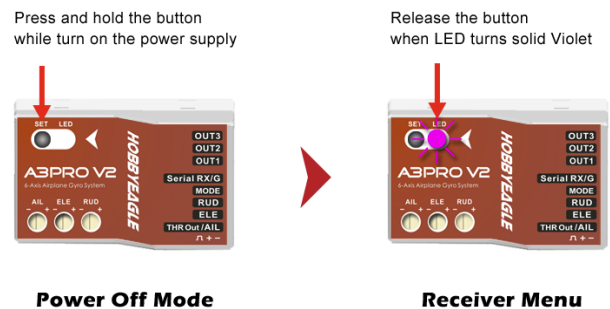 Press and hold the button
while turn on the power supply
Release the button
when LED turns solid Violet
SET LED
OUT3
OUT2
OUT1
A3PRO V2
6-Axis Airplane Gyro System
HOBBYEAGLE
Serial RX/G
MODE
RUD
ELE
THR Out /AIL
AIL ELE RUD
- + - + - +
⎍ + −
SET LED
OUT3
OUT2
OUT1
A3PRO V2
6-Axis Airplane Gyro System
HOBBYEAGLE
Serial RX/G
MODE
RUD
ELE
THR Out /AIL
AIL ELE RUD
- + - + - +
⎍ + −
Power Off Mode
Receiver Menu